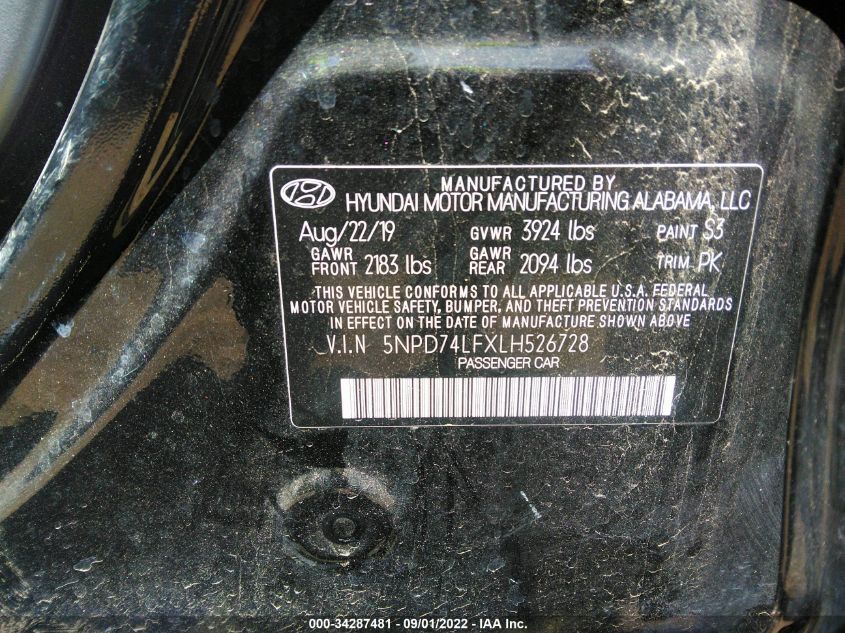 MANUFACTURED BY
HYUNDAI MOTOR MANUFACTURING ALABAMA, LLC
Aug/22/19 GVWR 3924 lbs PAINT S3
GAWR FRONT 2183 lbs GAWR REAR 2094 lbs TRIM PK
THIS VEHICLE CONFORMS TO ALL APPLICABLE U.S.A. FEDERAL
MOTOR VEHICLE SAFETY, BUMPER, AND THEFT PREVENTION STANDARDS
IN EFFECT ON THE DATE OF MANUFACTURE SHOWN ABOVE
V.I.N 5NPD74LFXLH526728
PASSENGER CAR
000-34287481 - 09/01/2022 - IAA Inc.